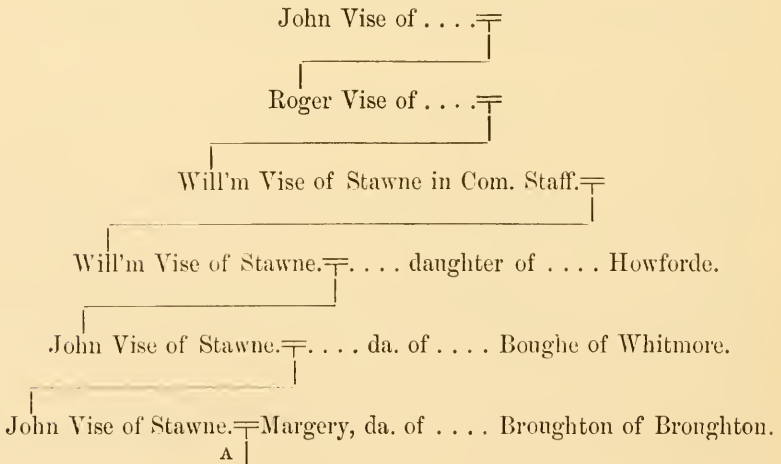 John Vise of . . . .
Roger Vise of . . . .
Will'm Vise of Stawne in Com. Staff.
Will'm Vise of Stawne. . . . . daughter of . . . . Howforde.
John Vise of Stawne. . . . . da. of . . . . Boughe of Whitmore.
John Vise of Stawne. Margery, da. of . . . . Broughton of Broughton.
A